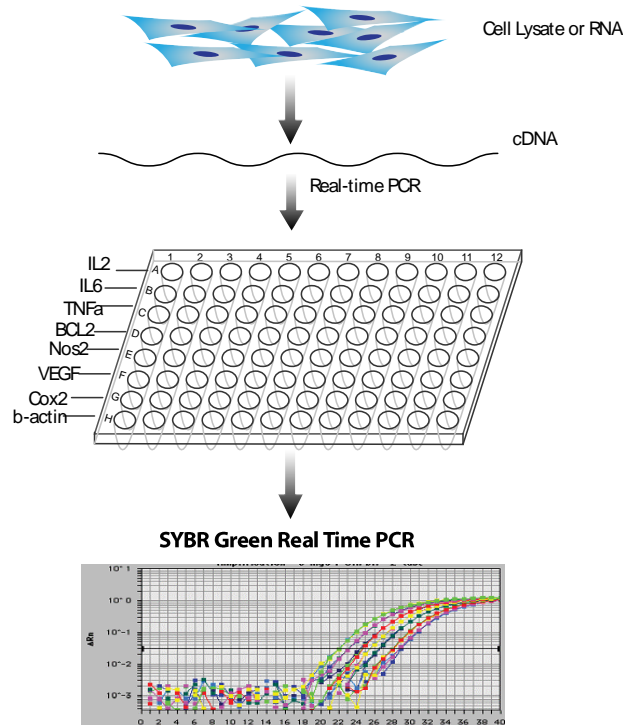 Cell Lysate or RNA
cDNA
Real-time PCR
1 2 3 4 5 6 7 8 9 10 11 12
IL2 A
IL6 B
TNFa C
BCL2 D
Nos2 E
VEGF F
Cox2 G
b-actin H
SYBR Green Real Time PCR
10^+1
10^+0
10^-1
10^-2
10^-3
ΔRn
0 2 4 6 8 10 12 14 16 18 20 22 24 26 28 30 32 34 36 38 40